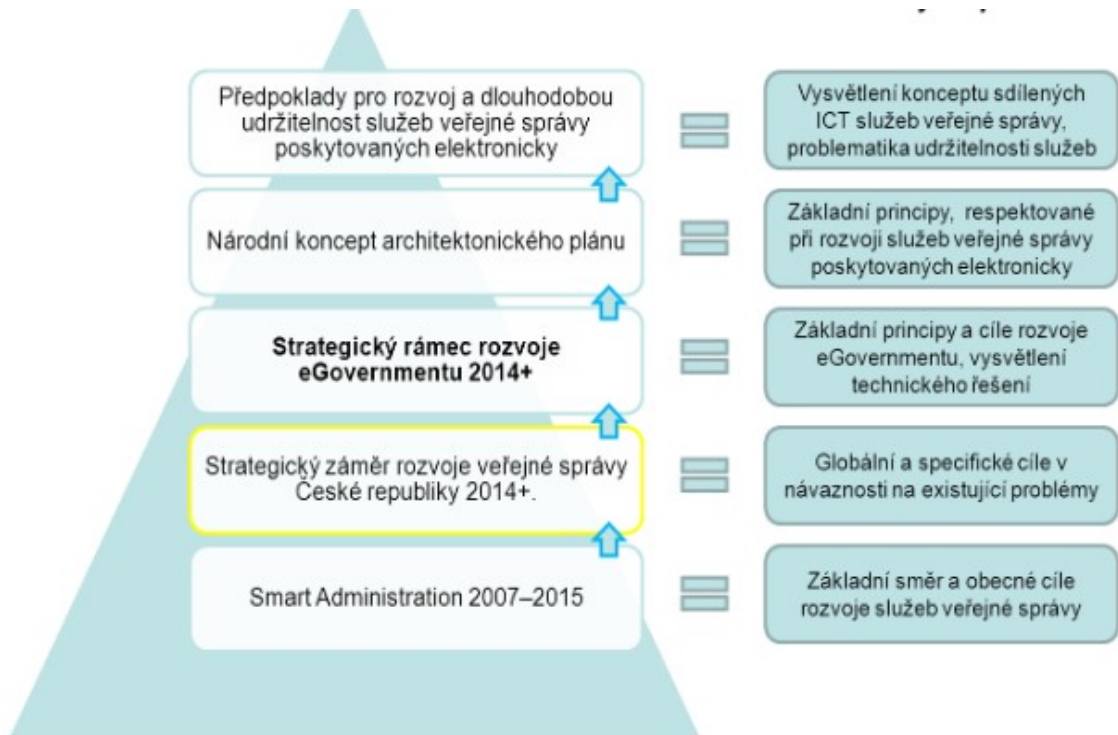 Předpoklady pro rozvoj a dlouhodobou
udržitelnost služeb veřejné správy
poskytovaných elektronicky
Vysvětlení konceptu sdílených
ICT služeb veřejné správy,
problematika udržitelnosti služeb
Národní koncept architektonického plánu
Základní principy, respektované
při rozvoji služeb veřejné správy
poskytovaných elektronicky
Strategický rámec rozvoje
eGovernmentu 2014+
Základní principy a cíle rozvoje
eGovernmentu, vysvětlení
technického řešení
Strategický záměr rozvoje veřejné správy
České republiky 2014+.
Globální a specifické cíle v
návaznosti na existující problémy
Smart Administration 2007–2015
Základní směr a obecné cíle
rozvoje služeb veřejné správy